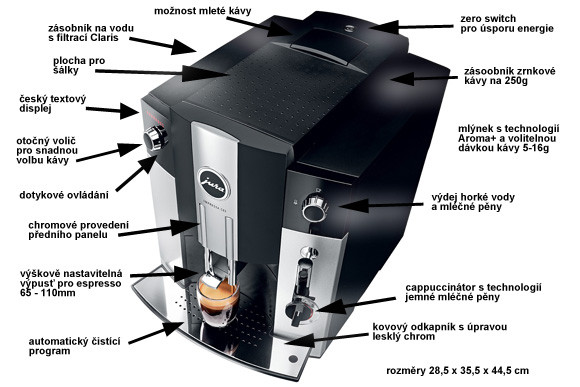 možnost mleté kávy
zero switch
pro úsporu energie
zásobník na vodu
s filtrací Claris
plocha pro
šálky
zásoobník zrnkové
kávy na 250g
český textový
displej
mlýnek s technologií
Aroma+ a volitelnou
dávkou kávy 5-16g
otočný volič
pro snadnou
volbu kávy
dotykové ovládání
jura
výdej horké vody
a mléčné pěny
chromové provedení
předního panelu
výškově nastavitelná
výpusť pro espresso
65 - 110mm
cappuccinátor s technologií
jemné mléčné pěny
kovový odkapník s úpravou
lesklý chrom
automatický čistící
program
rozměry 28,5 x 35,5 x 44,5 cm